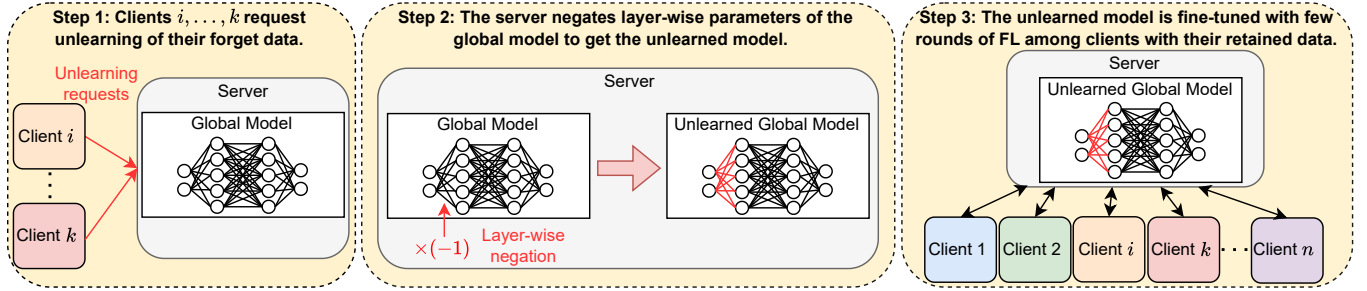 Step 1: Clients i, . . . , k request
unlearning of their forget data.
Unlearning
requests
Server
Global Model
Client i
Client k
Step 2: The server negates layer-wise parameters of the
global model to get the unlearned model.
Server
Global Model
Unlearned Global Model
×(−1)
Layer-wise
negation
Step 3: The unlearned model is fine-tuned with few
rounds of FL among clients with their retained data.
Server
Unlearned Global Model
Client 1
Client 2
Client i
Client k
Client n